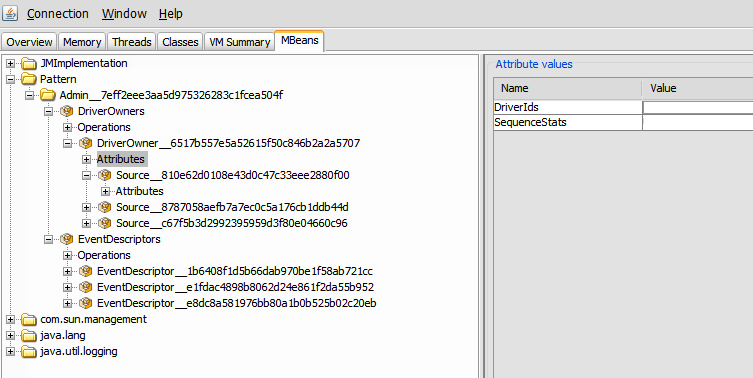 Connection Window Help
Overview Memory Threads Classes VM Summary MBeans
JMImplementation
Pattern
Admin__7eff2eee3aa5d975326283c1fcea504f
DriverOwners
Operations
DriverOwner__6517b557e5a52615f50c846b2a2a5707
Attributes
Source__810e62d0108e43d0c47c33eee2880f00
Attributes
Source__8787058aefb7a7ec0c5a176cb1ddb44d
Source__c67f5b3d2992395959d3f80e04660c96
EventDescriptors
Operations
EventDescriptor__1b6408f1d5b66dab970be1f58ab721cc
EventDescriptor__e1fdac4898b8062d24e861f2da55b952
EventDescriptor__e8dc8a581976bb80a1b0b525b02c20eb
com.sun.management
java.lang
java.util.logging
Attribute values
Name Value
DriverIds
SequenceStats